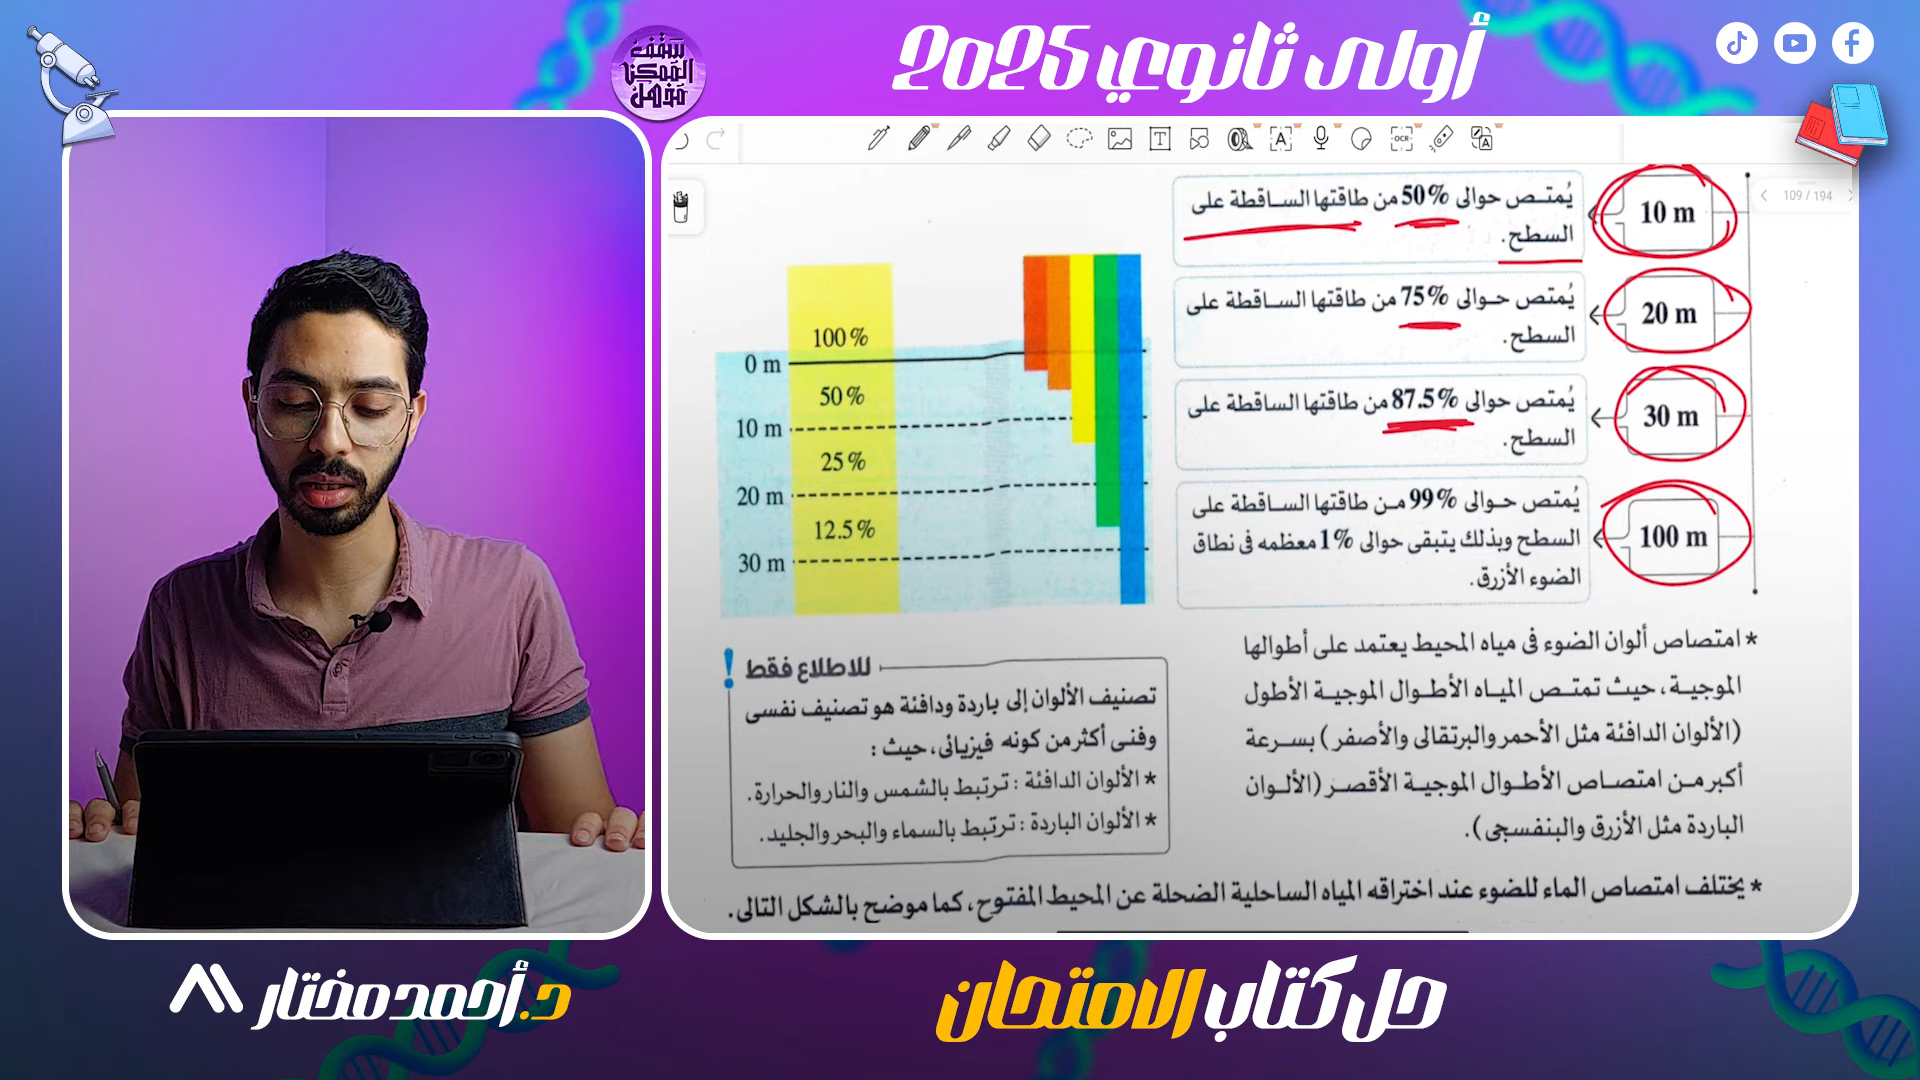 أولى ثانوي 2025
سقف
الممكن
مذهل
OCR
109 / 194
10 m
يُمتص حوالى 50% من طاقتها الساقطة على
السطح.
20 m
يُمتص حوالى 75% من طاقتها الساقطة على
السطح.
30 m
يُمتص حوالى 87.5% من طاقتها الساقطة على
السطح.
100 m
يُمتص حوالى 99% من طاقتها الساقطة على
السطح وبذلك يتبقى حوالى 1% معظمه فى نطاق
الضوء الأزرق.
100 %
0 m
50 %
10 m
25 %
20 m
12.5 %
30 m
* امتصاص ألوان الضوء فى مياه المحيط يعتمد على أطوالها
الموجية، حيث تمتص المياه الأطوال الموجية الأطول
(الألوان الدافئة مثل الأحمر والبرتقالى والأصفر) بسرعة
أكبر من امتصاص الأطوال الموجية الأقصر (الألوان
الباردة مثل الأزرق والبنفسجى).
للاطلاع فقط !
تصنيف الألوان إلى باردة ودافئة هو تصنيف نفسى
وفنى أكثر من كونه فيزيائى، حيث :
* الألوان الدافئة : ترتبط بالشمس والنار والحرارة.
* الألوان الباردة : ترتبط بالسماء والبحر والجليد.
* يختلف امتصاص الماء للضوء عند اختراقه المياه الساحلية الضحلة عن المحيط المفتوح، كما موضح بالشكل التالى.
حل كتاب الامتحان
د. أحمد مختار